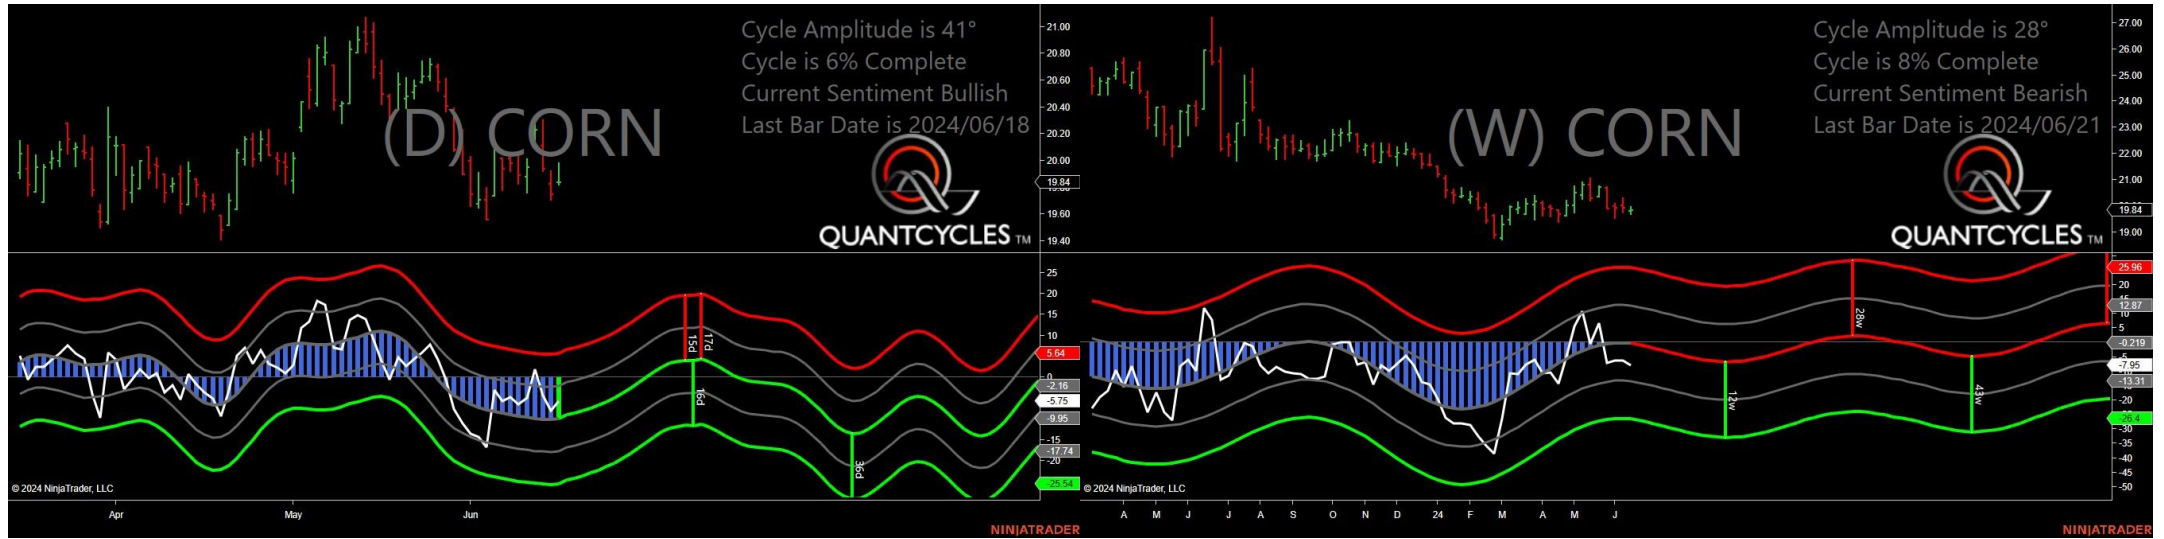 Cycle Amplitude is 41°
Cycle is 6% Complete
Current Sentiment Bullish
Last Bar Date is 2024/06/18
(D) CORN
QUANTCYCLES TM
21.00
20.80
20.60
20.40
20.20
20.00
19.84
19.60
19.40
25
20
15
10
5.64
0
-2.16
-5.75
-9.95
-15
-17.74
-20
-25.54
15d
17d
16d
36d
© 2024 NinjaTrader, LLC
Apr May Jun
NINJATRADER
Cycle Amplitude is 28°
Cycle is 8% Complete
Current Sentiment Bearish
Last Bar Date is 2024/06/21
(W) CORN
QUANTCYCLES TM
27.00
26.00
25.00
24.00
23.00
22.00
21.00
19.84
19.00
25.96
20
12.87
10
5
-0.219
-7.95
-13.31
-20
-26.4
-30
-35
-40
-45
-50
28w
12w
43w
© 2024 NinjaTrader, LLC
A M J J A S O N D 24 F M A M J
NINJATRADER